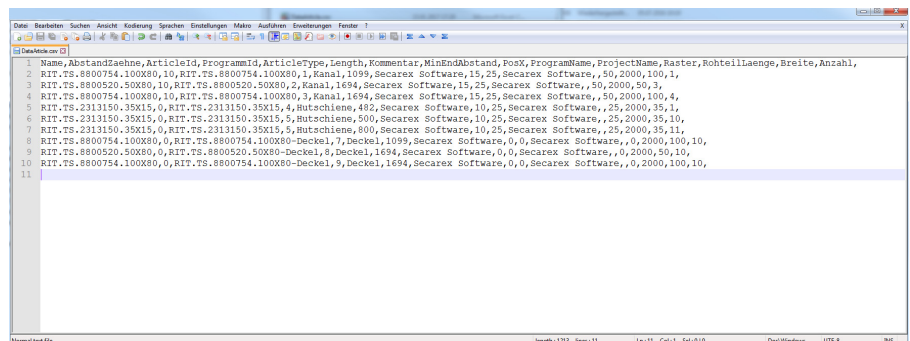 Datei Bearbeiten Suchen Ansicht Kodierung Sprachen Einstellungen Makro Ausführen Erweiterungen Fenster ? X
DataArticle.csv
1 Name,AbstandZaehne,ArticleId,ProgrammId,ArticleType,Length,Kommentar,MinEndAbstand,PosX,ProgramName,ProjectName,Raster,RohteilLaenge,Breite,Anzahl,
2 RIT.TS.8800754.100X80,10,RIT.TS.8800754.100X80,1,Kanal,1099,Secarex Software,15,25,Secarex Software,,50,2000,100,1,
3 RIT.TS.8800520.50X80,10,RIT.TS.8800520.50X80,2,Kanal,1694,Secarex Software,15,25,Secarex Software,,50,2000,50,3,
4 RIT.TS.8800754.100X80,10,RIT.TS.8800754.100X80,3,Kanal,1694,Secarex Software,15,25,Secarex Software,,50,2000,100,4,
5 RIT.TS.2313150.35X15,0,RIT.TS.2313150.35X15,4,Hutschiene,482,Secarex Software,10,25,Secarex Software,,25,2000,35,1,
6 RIT.TS.2313150.35X15,0,RIT.TS.2313150.35X15,5,Hutschiene,500,Secarex Software,10,25,Secarex Software,,25,2000,35,10,
7 RIT.TS.2313150.35X15,0,RIT.TS.2313150.35X15,5,Hutschiene,800,Secarex Software,10,25,Secarex Software,,25,2000,35,11,
8 RIT.TS.8800754.100X80,0,RIT.TS.8800754.100X80-Deckel,7,Deckel,1099,Secarex Software,0,0,Secarex Software,,0,2000,100,10,
9 RIT.TS.8800520.50X80,0,RIT.TS.8800520.50X80-Deckel,8,Deckel,1694,Secarex Software,0,0,Secarex Software,,0,2000,50,10,
10 RIT.TS.8800754.100X80,0,RIT.TS.8800754.100X80-Deckel,9,Deckel,1694,Secarex Software,0,0,Secarex Software,,0,2000,100,10,
11